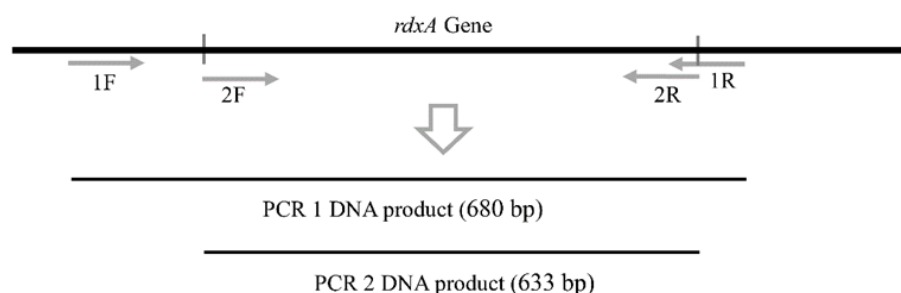 rdxA Gene
1F
2F
2R
1R
PCR 1 DNA product (680 bp)
PCR 2 DNA product (633 bp)